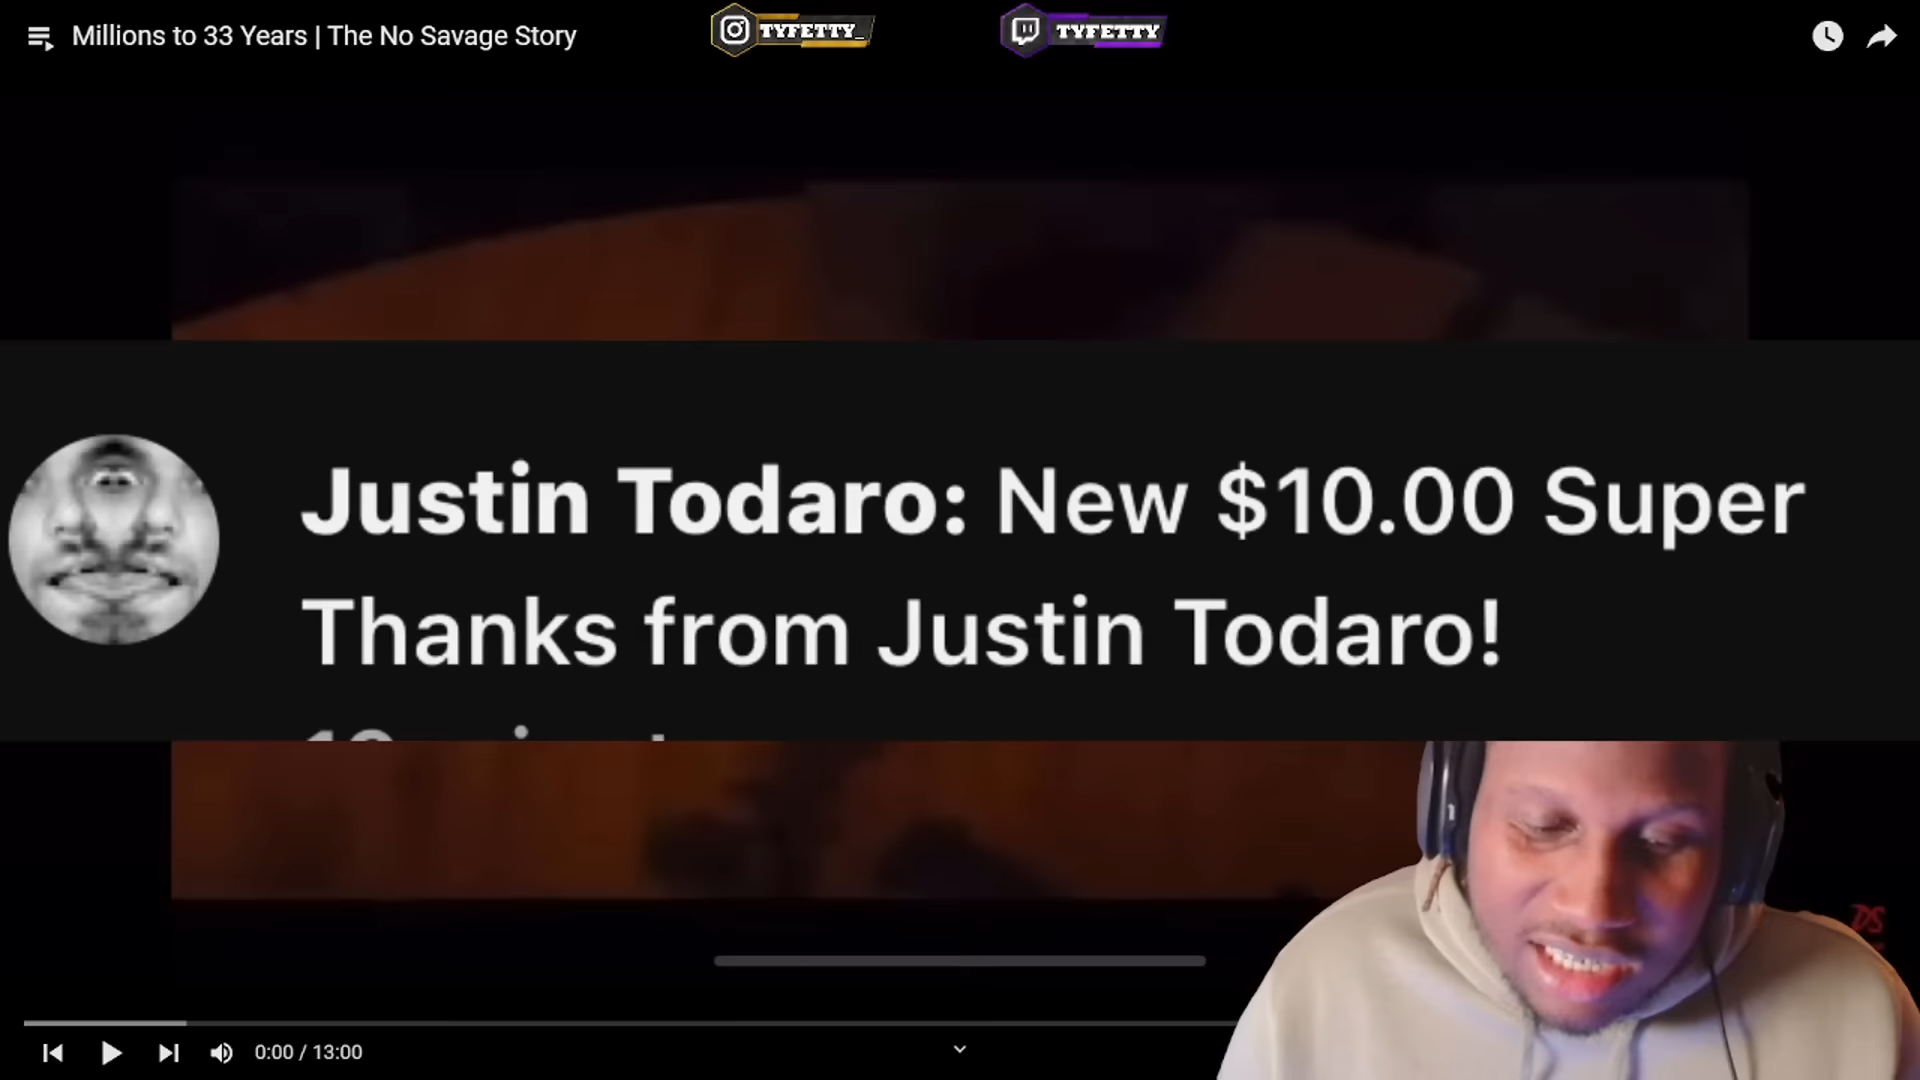 Millions to 33 Years | The No Savage Story
TYFETTY_
TYFETTY
Justin Todaro: New $10.00 Super
Thanks from Justin Todaro!
0:00 / 13:00
DS